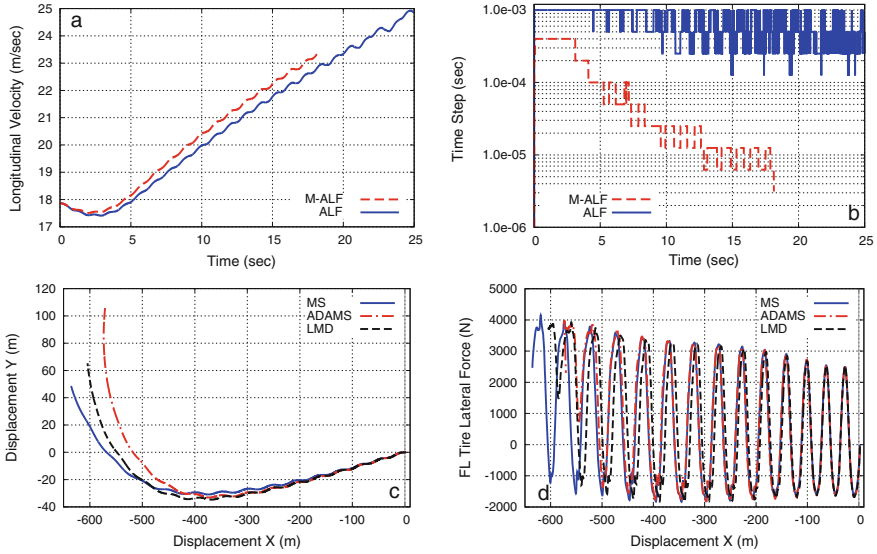 a
Longitudinal Velocity (m/sec)
25
24
23
22
21
20
19
18
17
M-ALF
ALF
0 5 10 15 20 25
Time (sec)
b
Time Step (sec)
1.0e-03
1.0e-04
1.0e-05
1.0e-06
M-ALF
ALF
0 5 10 15 20 25
Time (sec)
c
Displacement Y (m)
120
100
80
60
40
20
0
-20
-40
MS
ADAMS
LMD
-600 -500 -400 -300 -200 -100 0
Displacement X (m)
d
FL Tire Lateral Force (N)
5000
4000
3000
2000
1000
0
-1000
-2000
MS
ADAMS
LMD
-600 -500 -400 -300 -200 -100 0
Displacement X (m)